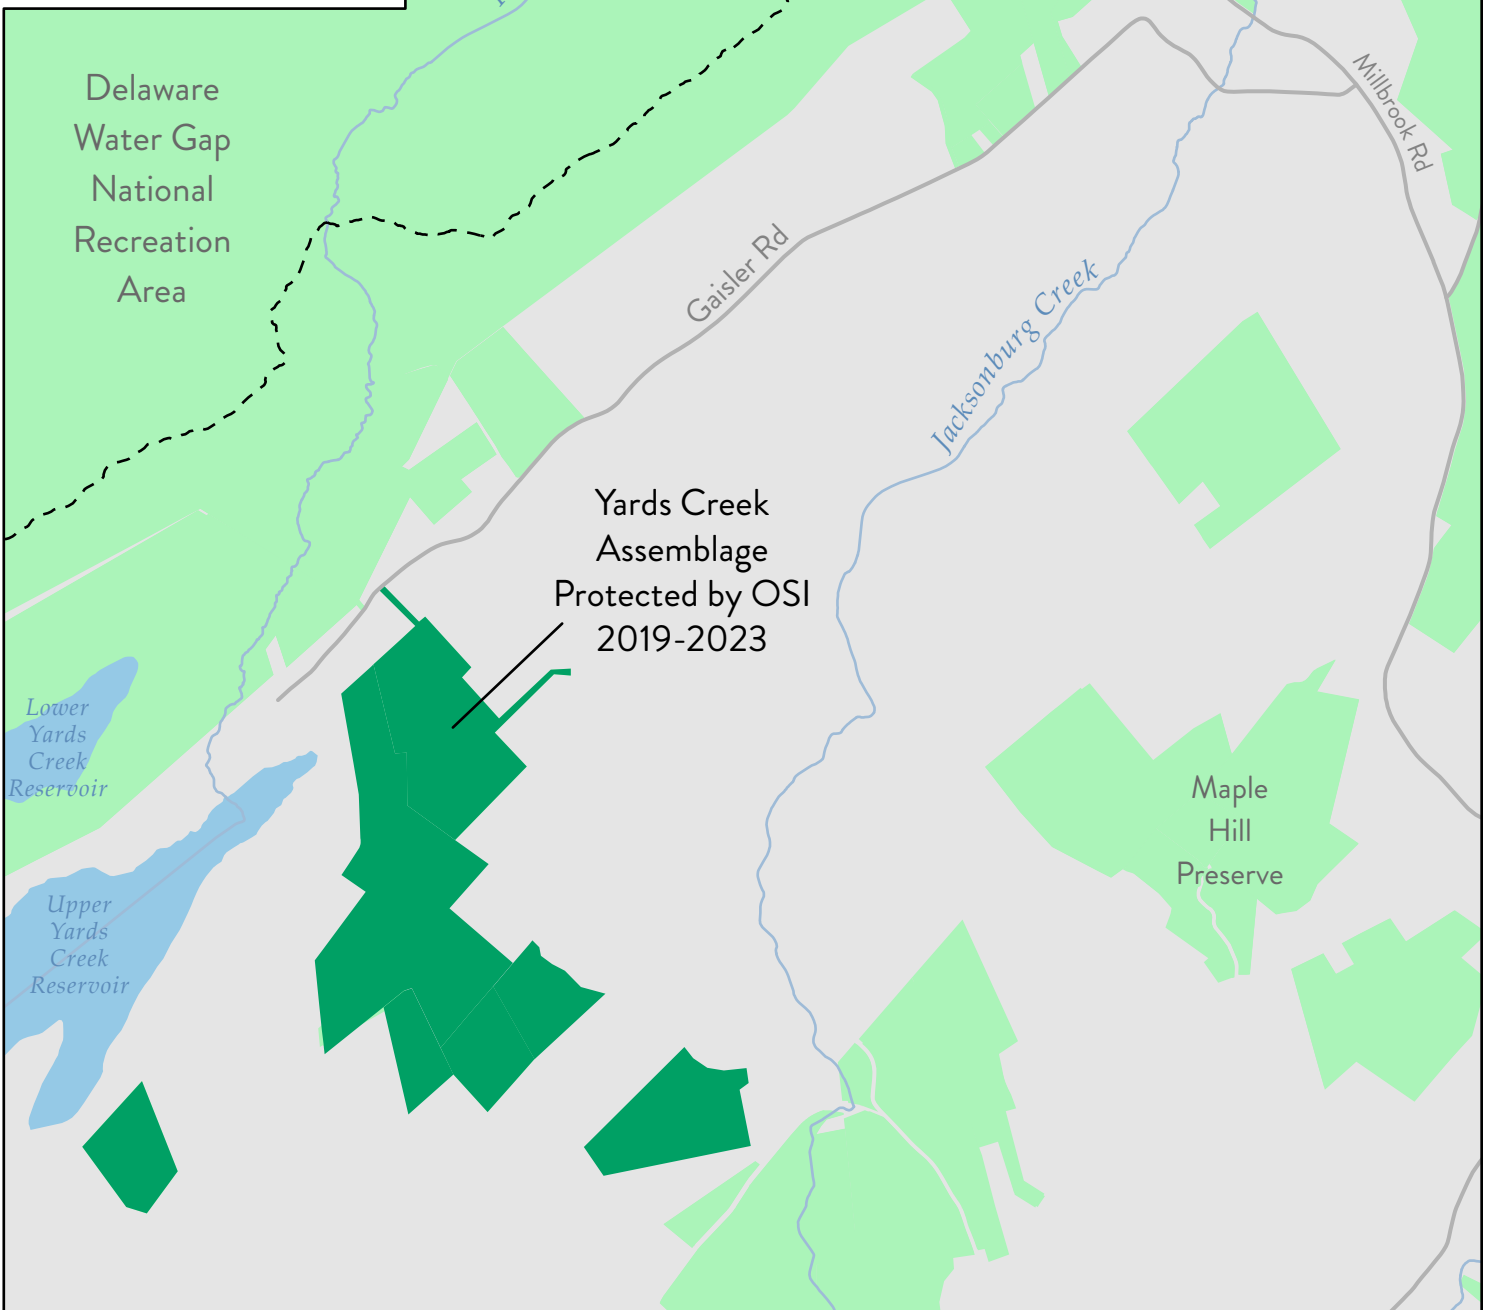 Delaware
Water Gap
National
Recreation
Area
Millbrook Rd
Gaisler Rd
Jacksonburg Creek
Yards Creek
Assemblage
Protected by OSI
2019-2023
Lower
Yards
Creek
Reservoir
Maple
Hill
Preserve
Upper
Yards
Creek
Reservoir